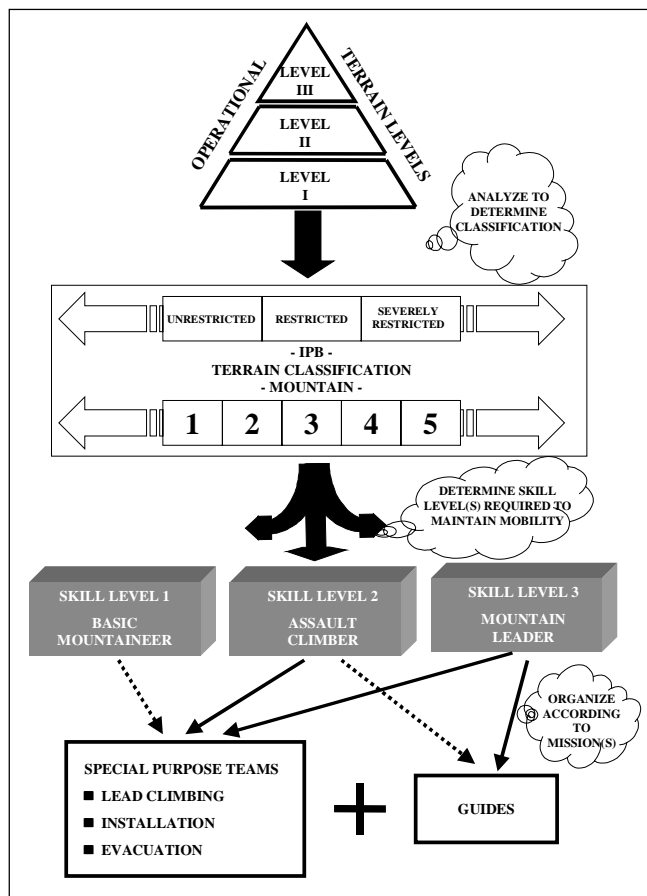 OPERATIONAL
TERRAIN LEVELS
LEVEL
III
LEVEL
II
LEVEL
I
ANALYZE TO
DETERMINE
CLASSIFICATION
UNRESTRICTED
RESTRICTED
SEVERELY
RESTRICTED
- IPB -
TERRAIN CLASSIFICATION
- MOUNTAIN -
1 2 3 4 5
DETERMINE SKILL
LEVEL(S) REQUIRED TO
MAINTAIN MOBILITY
SKILL LEVEL 1
BASIC
MOUNTAINEER
SKILL LEVEL 2
ASSAULT
CLIMBER
SKILL LEVEL 3
MOUNTAIN
LEADER
ORGANIZE
ACCORDING
TO
MISSION(S)
SPECIAL PURPOSE TEAMS
■ LEAD CLIMBING
■ INSTALLATION
■ EVACUATION
+
GUIDES